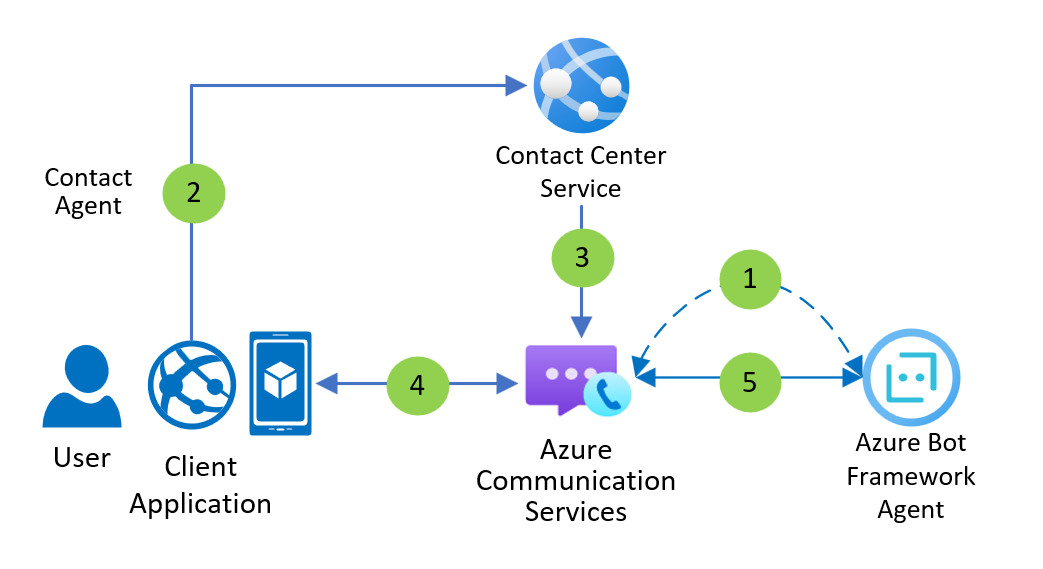 Contact Center
Service
Contact
Agent
2
3
1
4
5
User
Client
Application
Azure
Communication
Services
Azure Bot
Framework
Agent